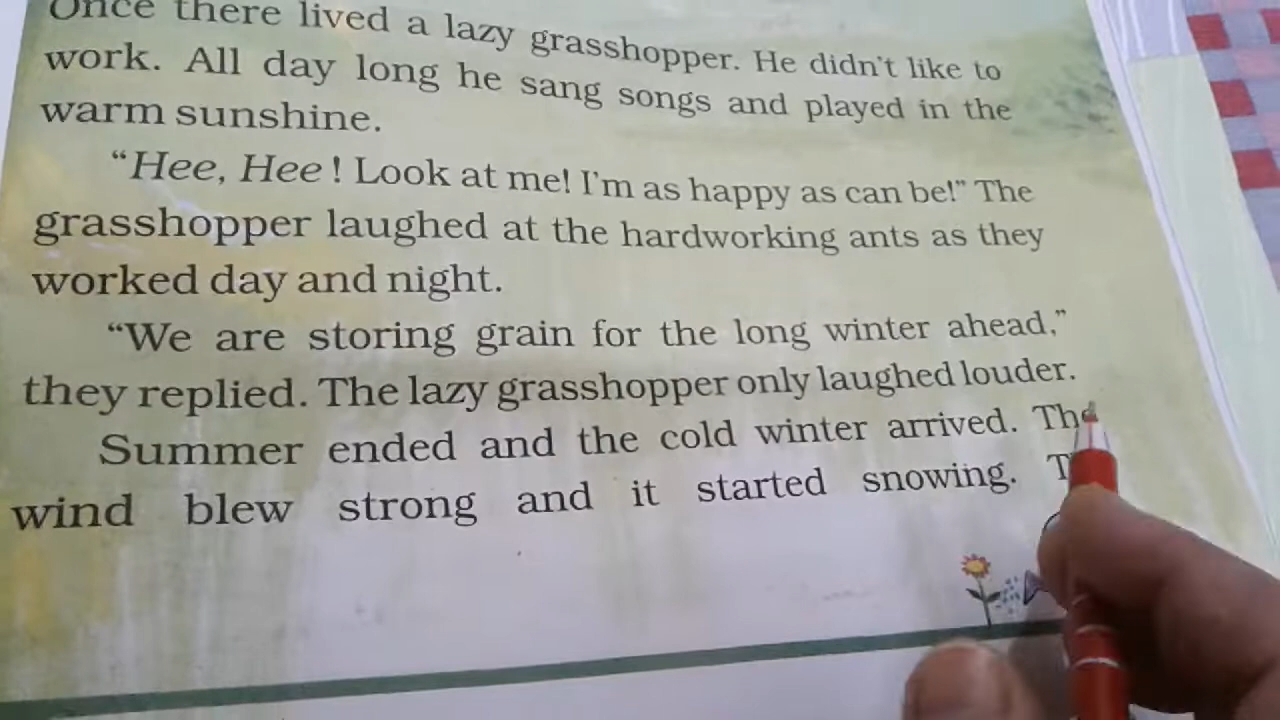 Once there lived a lazy grasshopper. He didn't like to
work. All day long he sang songs and played in the
warm sunshine.
“Hee, Hee! Look at me! I'm as happy as can be!” The
grasshopper laughed at the hardworking ants as they
worked day and night.
“We are storing grain for the long winter ahead,”
they replied. The lazy grasshopper only laughed louder.
Summer ended and the cold winter arrived. The
wind blew strong and it started snowing.